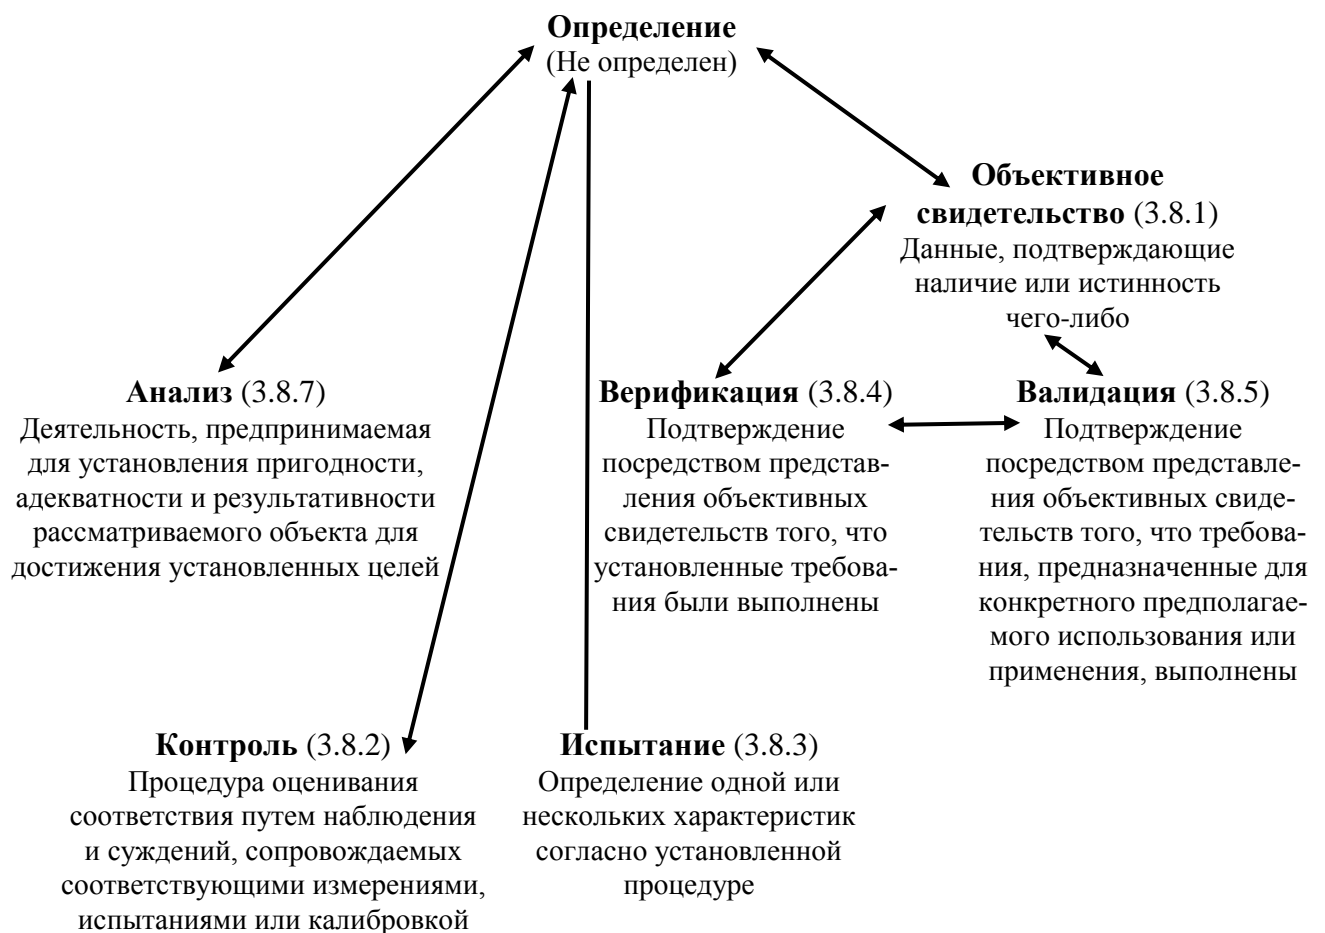 Определение
(Не определен)
Объективное
свидетельство (3.8.1)
Данные, подтверждающие
наличие или истинность
чего-либо
Анализ (3.8.7)
Деятельность, предпринимаемая
для установления пригодности,
адекватности и результативности
рассматриваемого объекта для
достижения установленных целей
Верификация (3.8.4)
Подтверждение
посредством представ-
ления объективных
свидетельств того, что
установленные требова-
ния были выполнены
Валидация (3.8.5)
Подтверждение
посредством представле-
ния объективных свиде-
тельств того, что требова-
ния, предназначенные для
конкретного предполагае-
мого использования или
применения, выполнены
Контроль (3.8.2)
Процедура оценивания
соответствия путем наблюдения
и суждений, сопровождаемых
соответствующими измерениями,
испытаниями или калибровкой
Испытание (3.8.3)
Определение одной или
нескольких характеристик
согласно установленной
процедуре